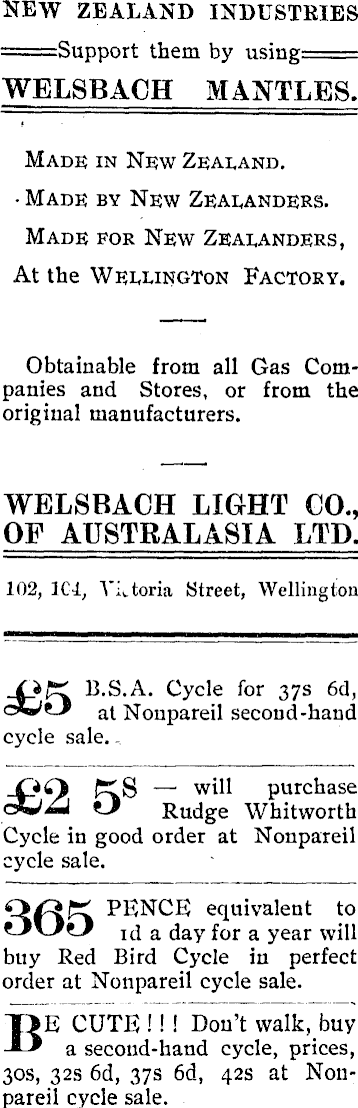 NEW ZEALAND INDUSTRIES
Support them by using
WELSBACH MANTLES.
MADE IN NEW ZEALAND.
MADE BY NEW ZEALANDERS.
MADE FOR NEW ZEALANDERS,
At the WELLINGTON FACTORY.
Obtainable from all Gas Com-
panies and Stores, or from the
original manufacturers.
WELSBACH LIGHT CO.,
OF AUSTRALASIA LTD.
102, 104, Victoria Street, Wellington
£5 B.S.A. Cycle for 37s 6d,
at Nonpareil second-hand
cycle sale.
£2 5s — will purchase
Rudge Whitworth
Cycle in good order at Nonpareil
cycle sale.
365 PENCE equivalent to
1d a day for a year will
buy Red Bird Cycle in perfect
order at Nonpareil cycle sale.
BE CUTE!!! Don't walk, buy
a second-hand cycle, prices,
30s, 32s 6d, 37s 6d, 42s at Non-
pareil cycle sale.